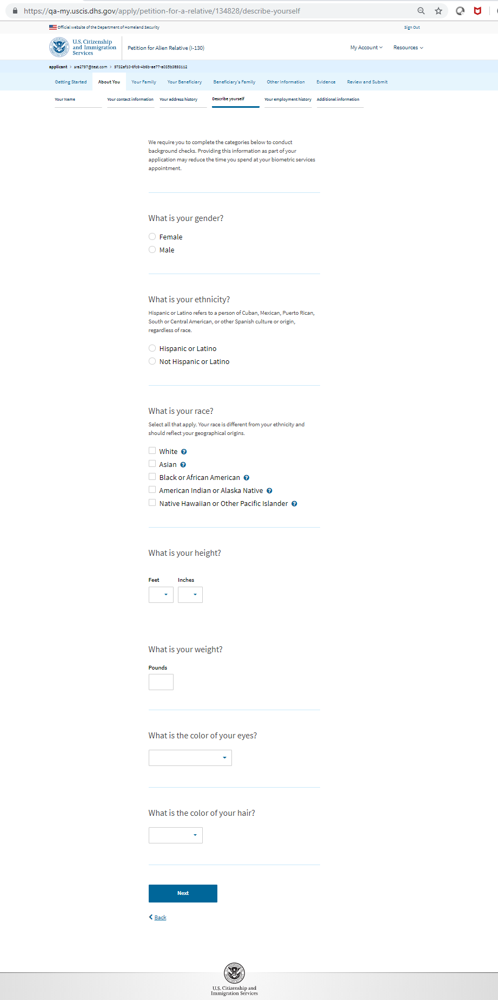 https://qa-my.uscis.dhs.gov/apply/petition-for-a-relative/134828/describe-yourself
Official website of the Department of Homeland Security
Sign Out
U.S. Citizenship
and Immigration
Services
Petition for Alien Relative (I-130)
My Account
Resources
applicant > sra2797@test.com > 9732af10-6fc6-4b6b-ae77-a035b3893112
Getting Started About You Your Family Your Beneficiary Beneficiary's Family Other Information Evidence Review and Submit
Your Name Your contact information Your address history Describe yourself Your employment history Additional information
We require you to complete the categories below to conduct
background checks. Providing this information as part of your
application may reduce the time you spend at your biometric services
appointment.
What is your gender?
Female
Male
What is your ethnicity?
Hispanic or Latino refers to a person of Cuban, Mexican, Puerto Rican,
South or Central American, or other Spanish culture or origin,
regardless of race.
Hispanic or Latino
Not Hispanic or Latino
What is your race?
Select all that apply. Your race is different from your ethnicity and
should reflect your geographical origins.
White ?
Asian ?
Black or African American ?
American Indian or Alaska Native ?
Native Hawaiian or Other Pacific Islander ?
What is your height?
Feet Inches
What is your weight?
Pounds
What is the color of your eyes?
What is the color of your hair?
Next
Back
U.S. Citizenship and
Immigration Services